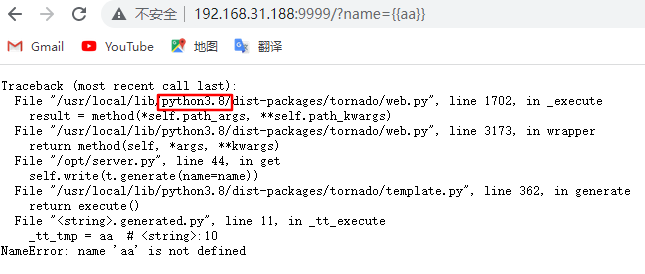 不安全 | 192.168.31.188:9999/?name={{aa}}
Gmail YouTube 地图 翻译
Traceback (most recent call last):
File "/usr/local/lib/python3.8/dist-packages/tornado/web.py", line 1702, in _execute
result = method(*self.path_args, **self.path_kwargs)
File "/usr/local/lib/python3.8/dist-packages/tornado/web.py", line 3173, in wrapper
return method(self, *args, **kwargs)
File "/opt/server.py", line 44, in get
self.write(t.generate(name=name))
File "/usr/local/lib/python3.8/dist-packages/tornado/template.py", line 362, in generate
return execute()
File "<string>.generated.py", line 11, in _tt_execute
_tt_tmp = aa # <string>:10
NameError: name 'aa' is not defined